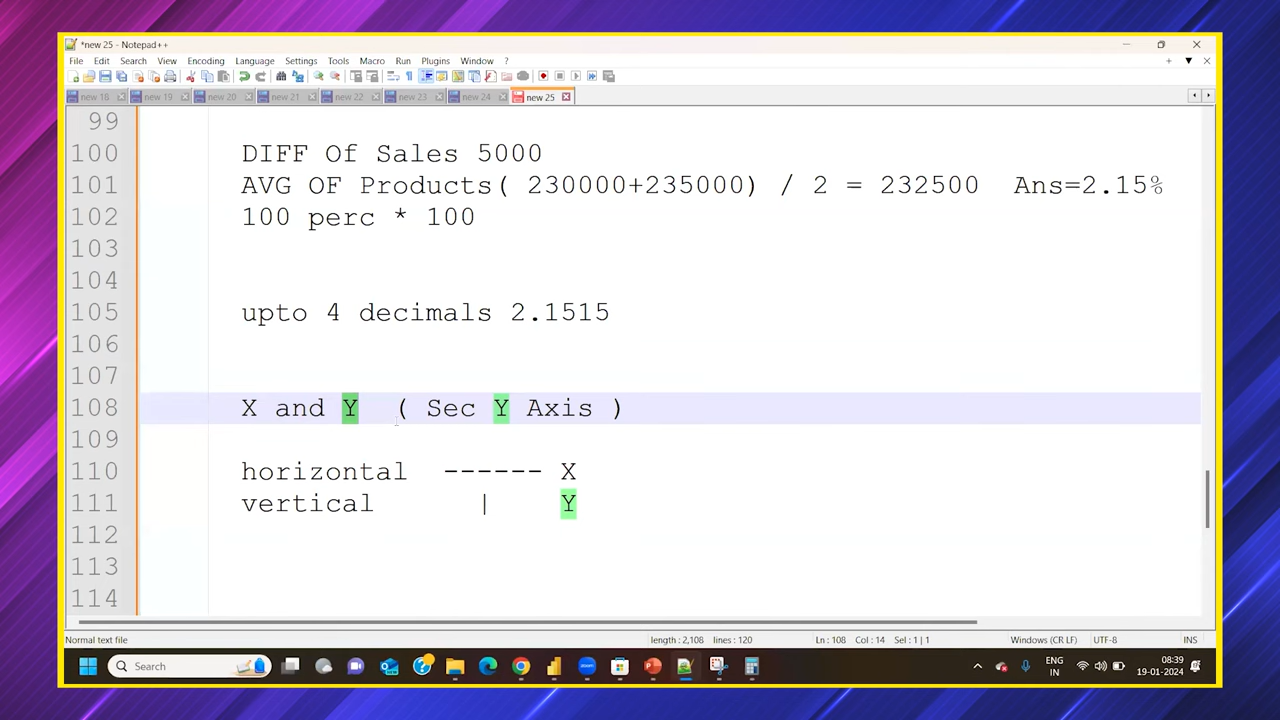 *new 25 - Notepad++
File Edit Search View Encoding Language Settings Tools Macro Run Plugins Window ?
new 18 new 19 new 20 new 21 new 22 new 23 new 24 new 25
99
100 DIFF Of Sales 5000
101 AVG OF Products( 230000+235000) / 2 = 232500 Ans=2.15%
102 100 perc * 100
103
104
105 upto 4 decimals 2.1515
106
107
108 X and Y ( Sec Y Axis )
109
110 horizontal ------ X
111 vertical | Y
112
113
114
Normal text file length : 2,108 lines : 120 Ln : 108 Col : 14 Sel : 1 | 1 Windows (CR LF) UTF-8 INS
Search ENG IN 08:39 19-01-2024